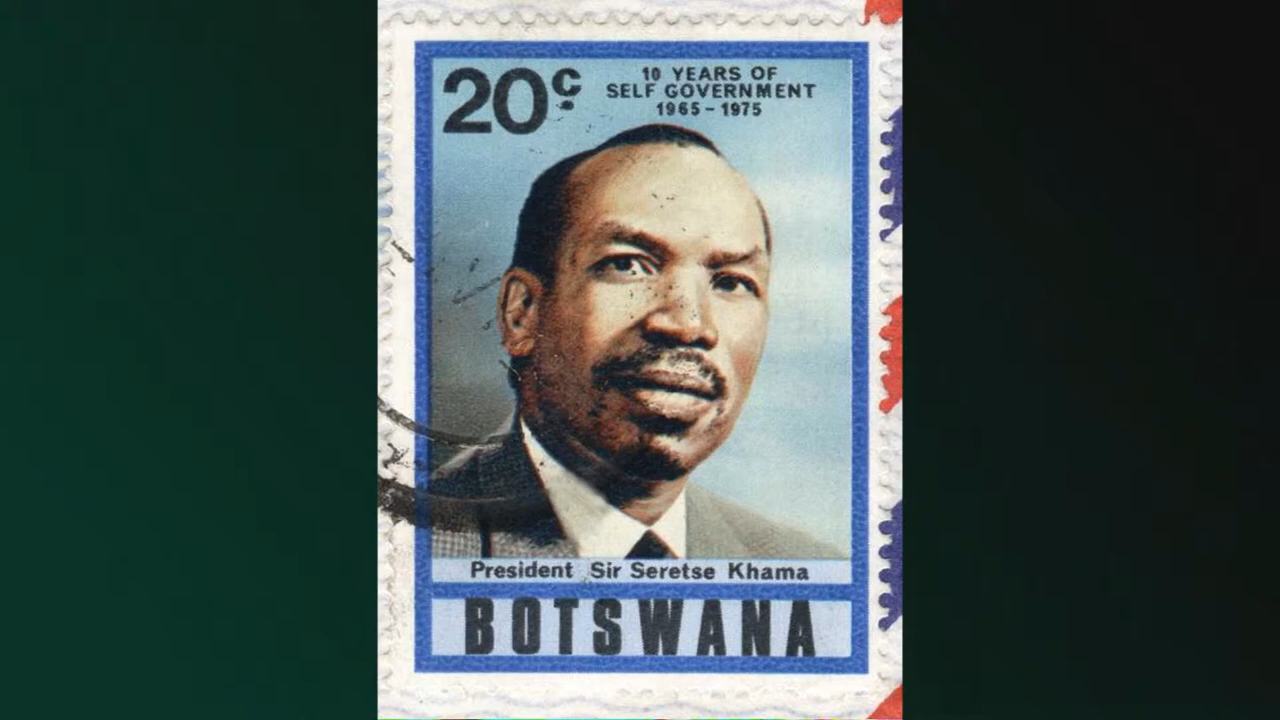 20c
10 YEARS OF
SELF GOVERNMENT
1965 - 1975
President Sir Seretse Khama
BOTSWANA